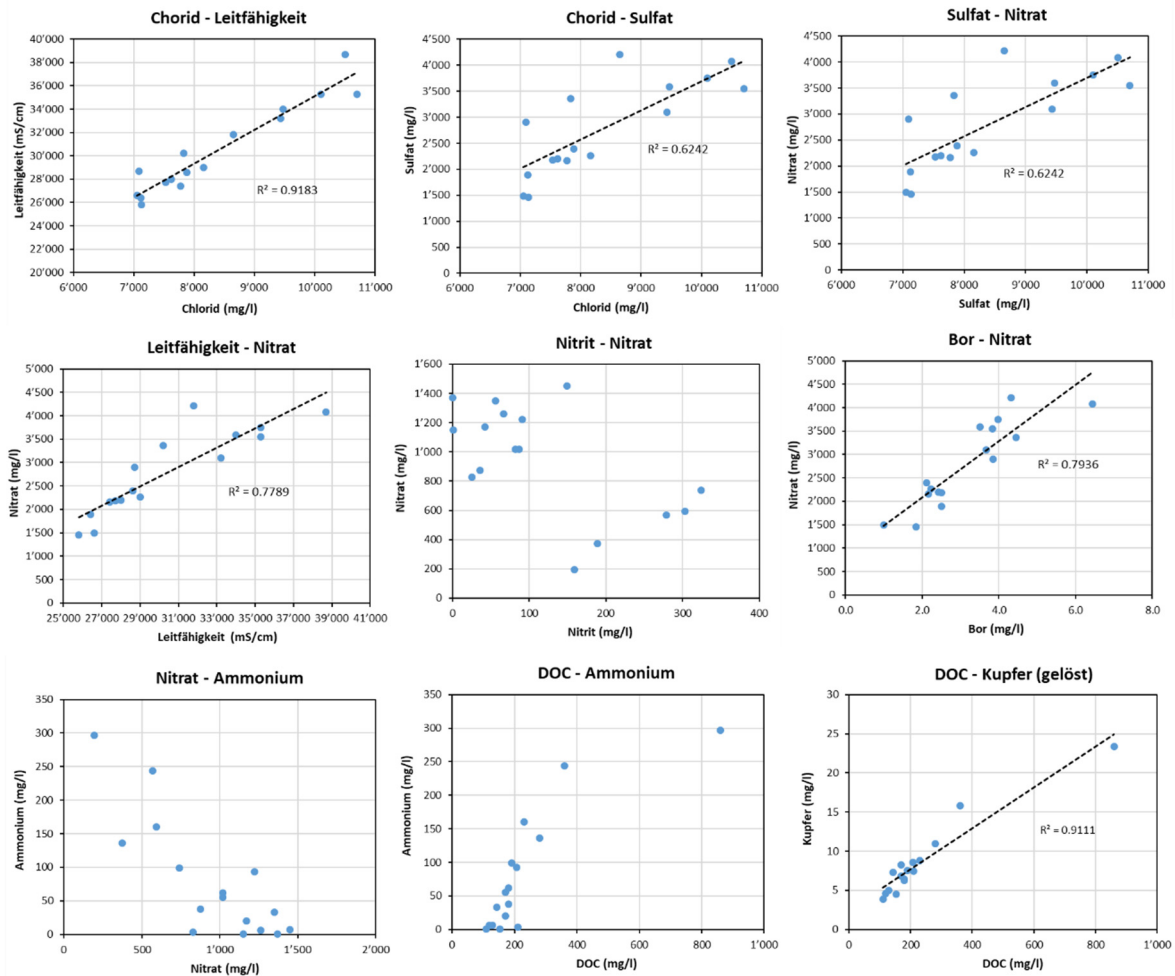 Chorid - Leitfähigkeit
40’000
38’000
36’000
34’000
32’000
30’000
28’000
26’000
24’000
22’000
20’000
Leitfähigkeit (mS/cm)
R² = 0.9183
6’000 7’000 8’000 9’000 10’000 11’000
Chlorid (mg/l)
Chorid - Sulfat
4’500
4’000
3’500
3’000
2’500
2’000
1’500
1’000
500
0
Sulfat (mg/l)
R² = 0.6242
6’000 7’000 8’000 9’000 10’000 11’000
Chlorid (mg/l)
Sulfat - Nitrat
4’500
4’000
3’500
3’000
2’500
2’000
1’500
1’000
500
0
Nitrat (mg/l)
R² = 0.6242
6’000 7’000 8’000 9’000 10’000 11’000
Sulfat (mg/l)
Leitfähigkeit - Nitrat
5’000
4’500
4’000
3’500
3’000
2’500
2’000
1’500
1’000
500
0
Nitrat (mg/l)
R² = 0.7789
25’000 27’000 29’000 31’000 33’000 35’000 37’000 39’000 41’000
Leitfähigkeit (mS/cm)
Nitrit - Nitrat
1’600
1’400
1’200
1’000
800
600
400
200
0
Nitrat (mg/l)
0 100 200 300 400
Nitrit (mg/l)
Bor - Nitrat
5’000
4’500
4’000
3’500
3’000
2’500
2’000
1’500
1’000
500
0
Nitrat (mg/l)
R² = 0.7936
0.0 2.0 4.0 6.0 8.0
Bor (mg/l)
Nitrat - Ammonium
350
300
250
200
150
100
50
0
Ammonium (mg/l)
0 500 1’000 1’500 2’000
Nitrat (mg/l)
DOC - Ammonium
350
300
250
200
150
100
50
0
Ammonium (mg/l)
0 200 400 600 800 1’000
DOC (mg/l)
DOC - Kupfer (gelöst)
30
25
20
15
10
5
0
Kupfer (mg/l)
R² = 0.9111
0 200 400 600 800 1’000
DOC (mg/l)